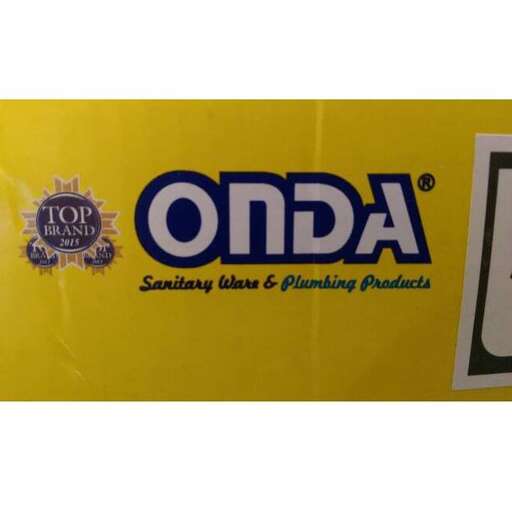 TOP
BRAND
2015
ONDA®
Sanitary Ware & Plumbing Products